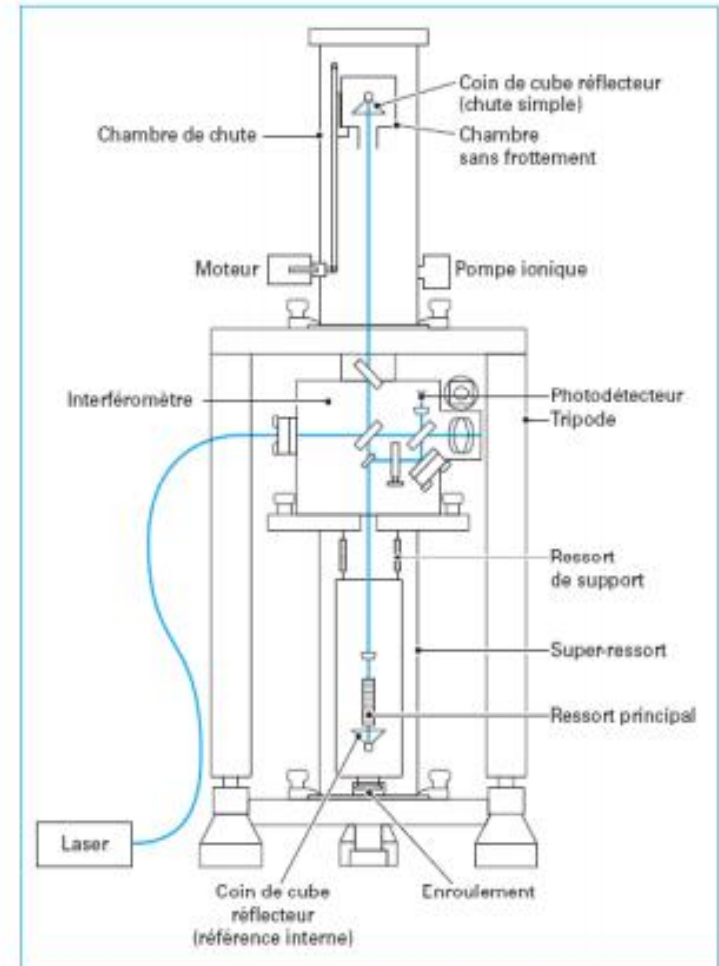 Coin de cube réflecteur
(chute simple)
Chambre de chute
Chambre
sans frottement
Moteur
Pompe ionique
Interféromètre
Photodétecteur
Tripode
Ressort
de support
Super-ressort
Ressort principal
Laser
Coin de cube
réflecteur
(référence interne)
Enroulement